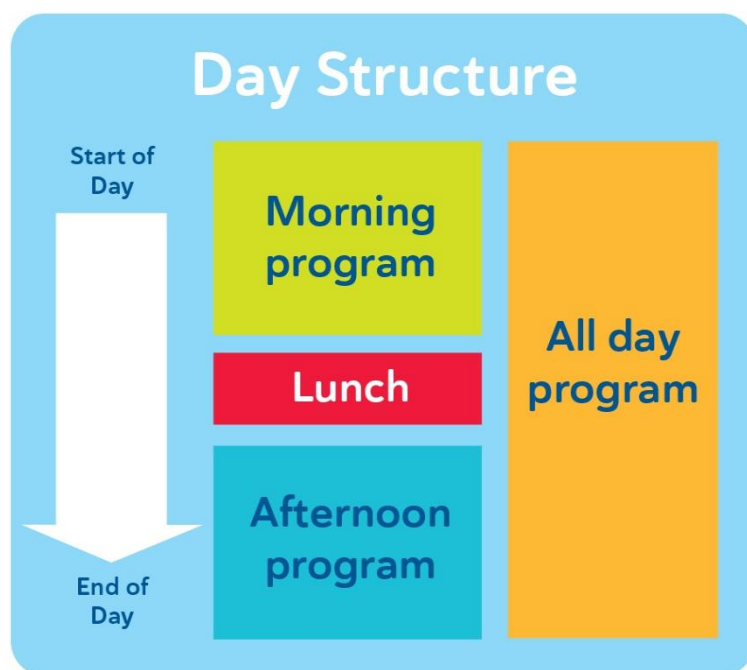 Day Structure
Start of
Day
Morning
program
Lunch
Afternoon
program
All day
program
End of
Day